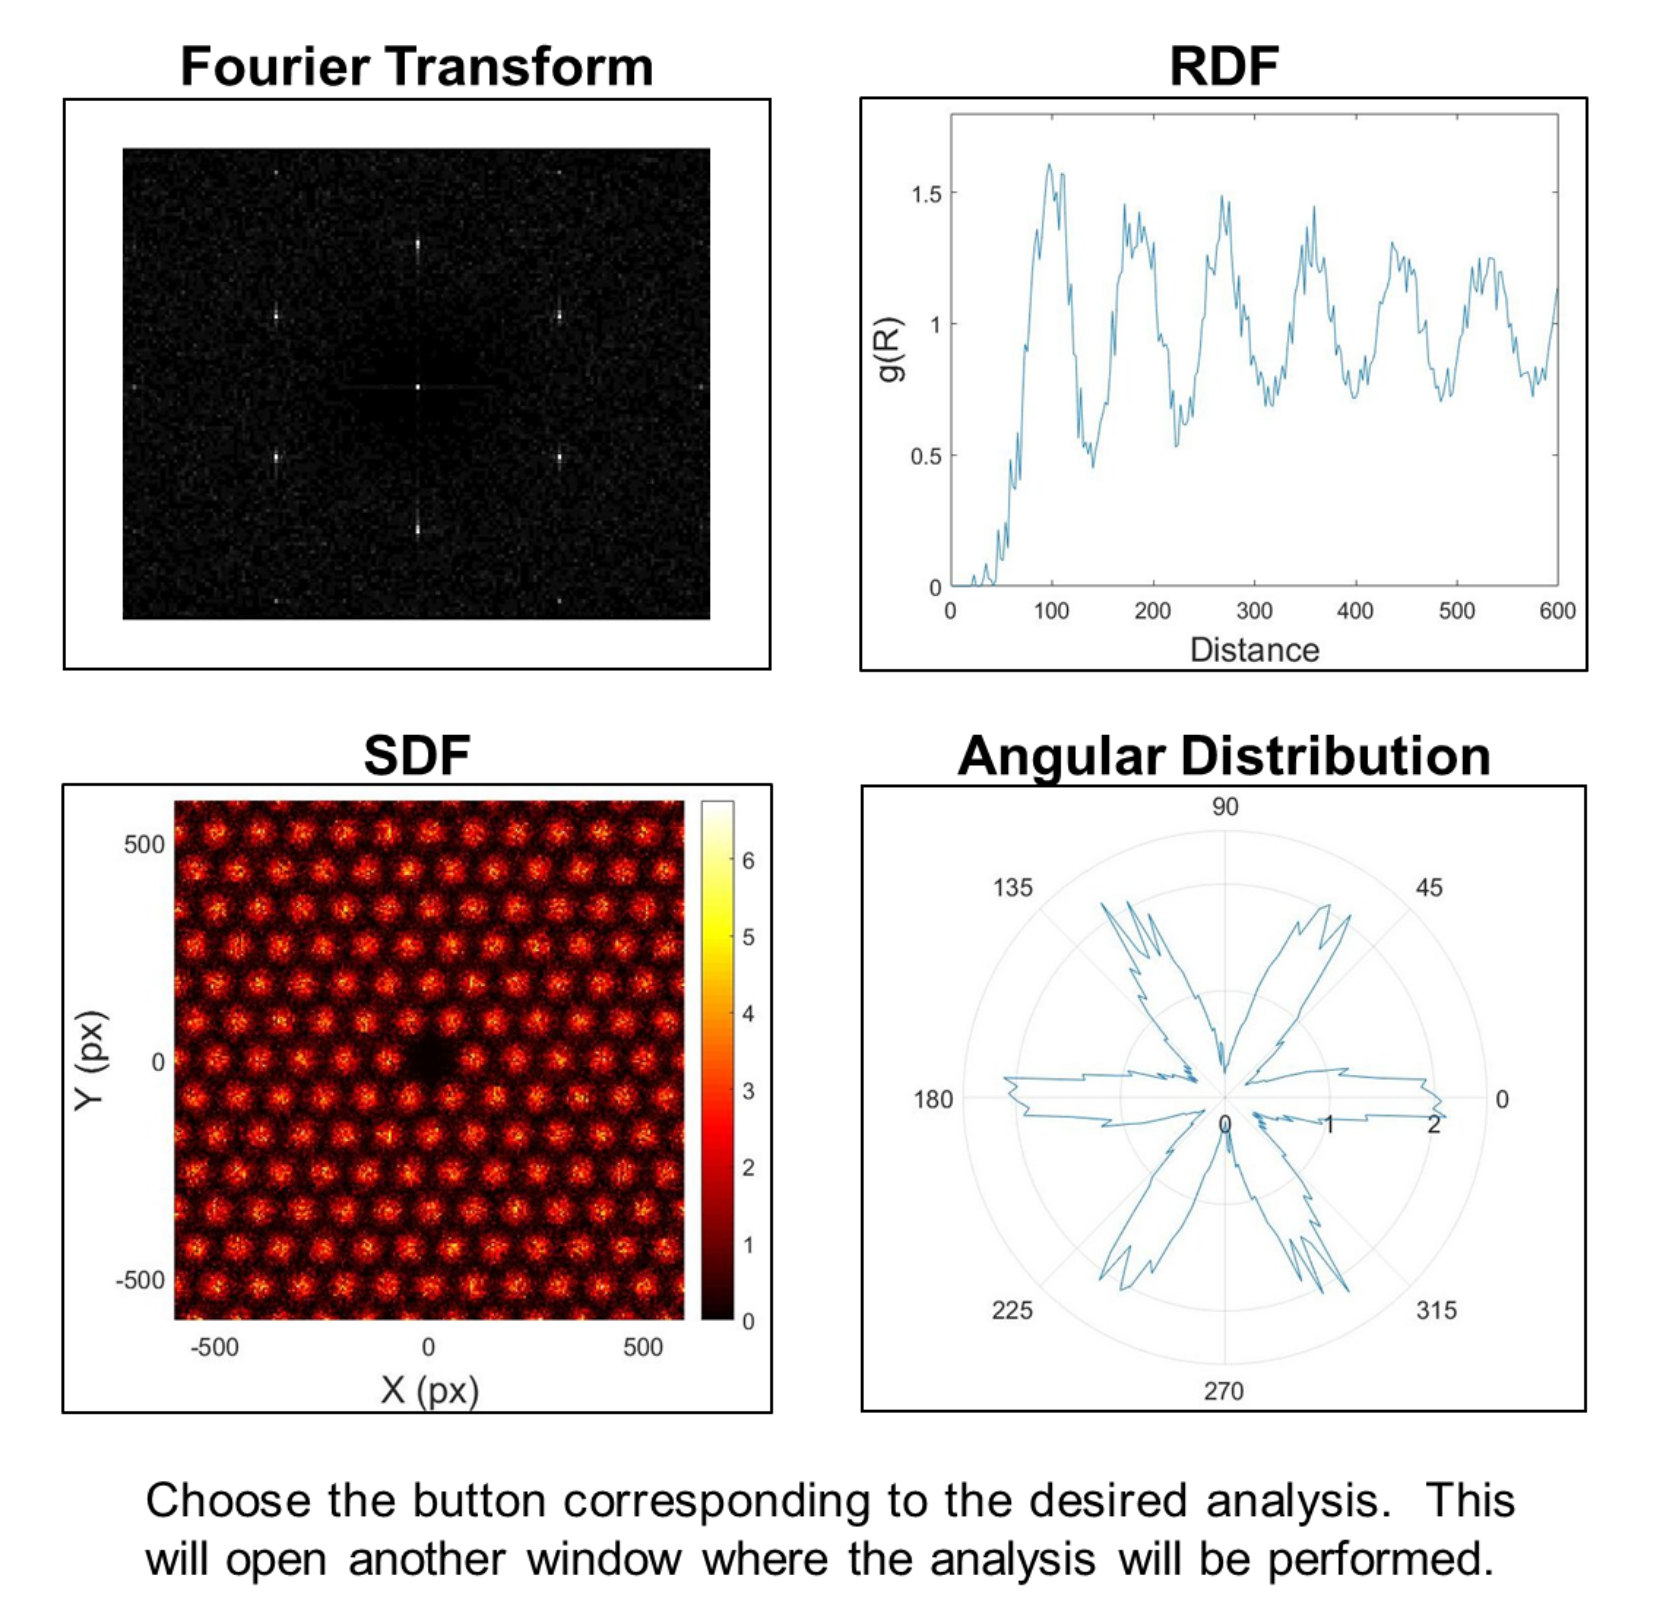 Fourier Transform
RDF
1.5
1
0.5
0
g(R)
0 100 200 300 400 500 600
Distance
SDF
500
0
-500
Y (px)
-500 0 500
X (px)
6
5
4
3
2
1
0
Angular Distribution
90
135 45
180 0
0 1 2
225 315
270
Choose the button corresponding to the desired analysis. This
will open another window where the analysis will be performed.